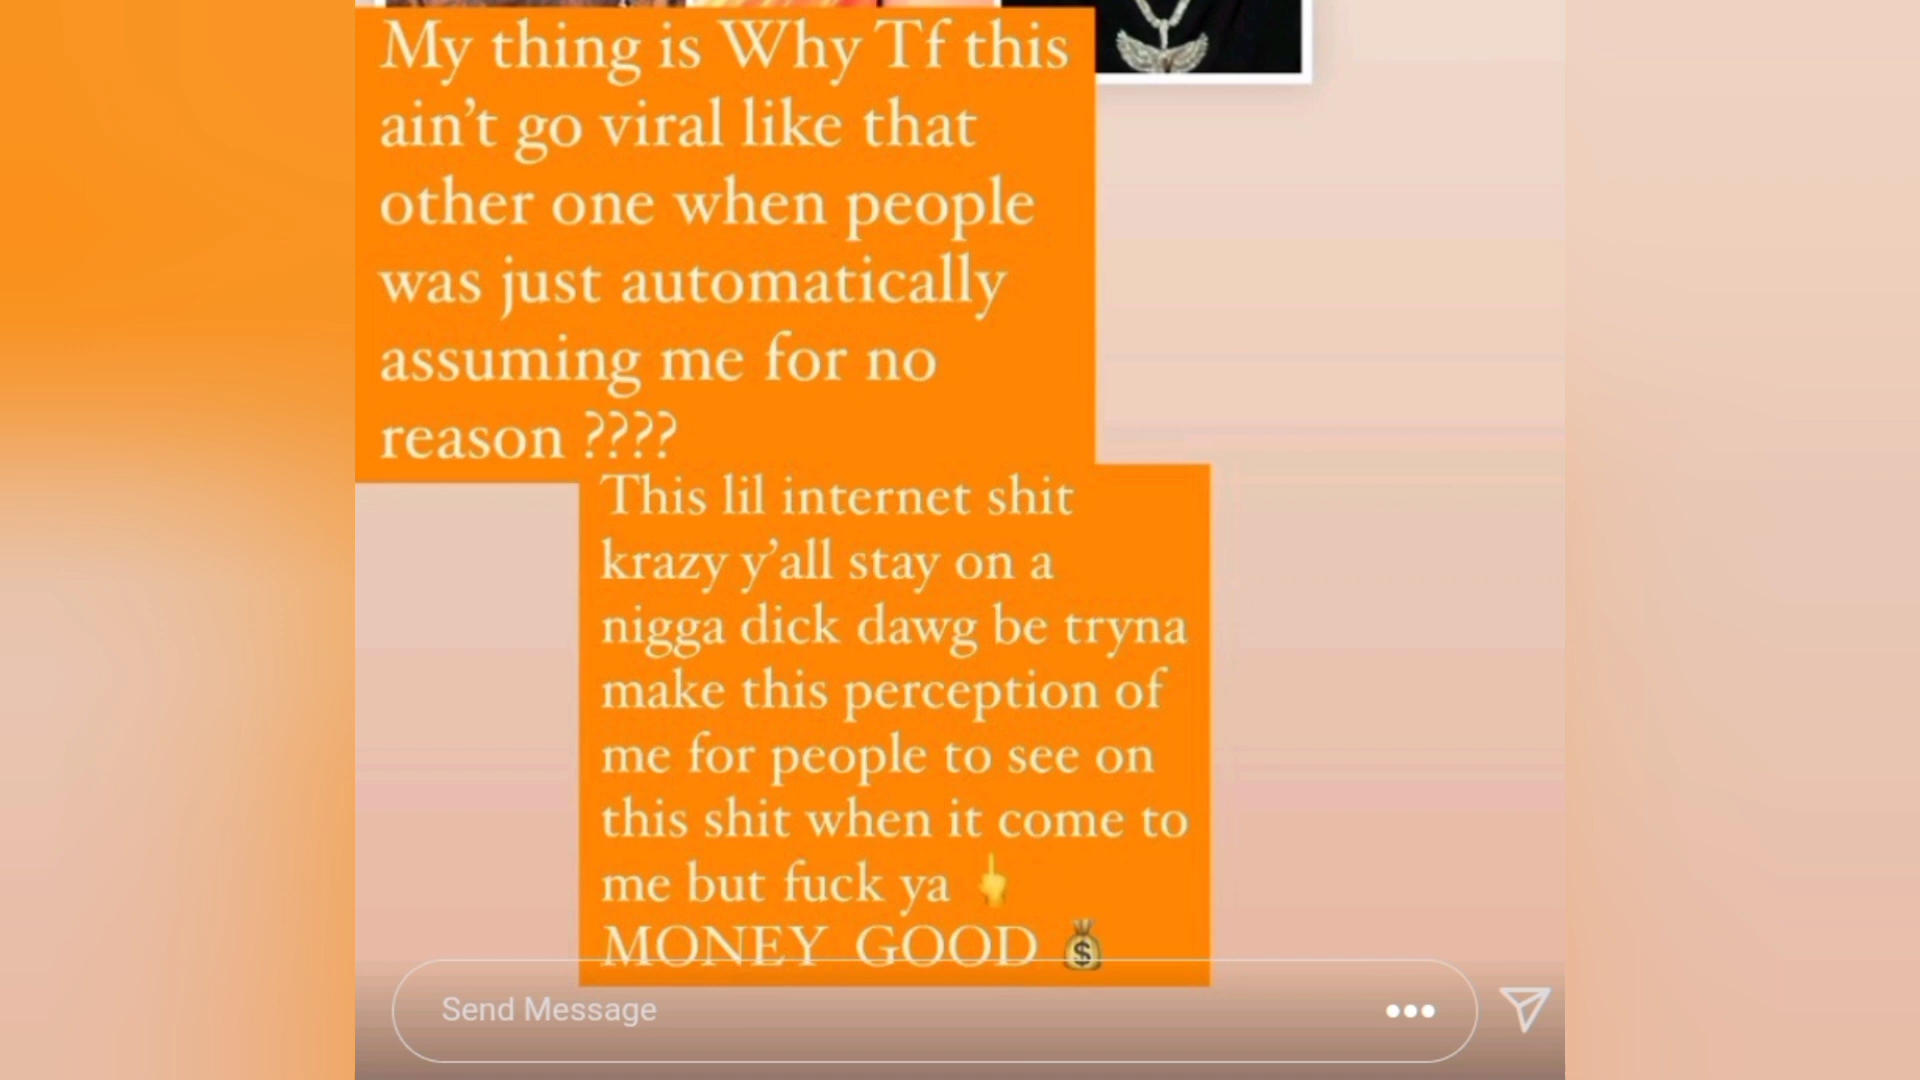 My thing is Why Tf this
ain't go viral like that
other one when people
was just automatically
assuming me for no
reason ????
This lil internet shit
krazy y'all stay on a
nigga dick dawg be tryna
make this perception of
me for people to see on
this shit when it come to
me but fuck ya 🖕
MONEY GOOD 💰
Send Message